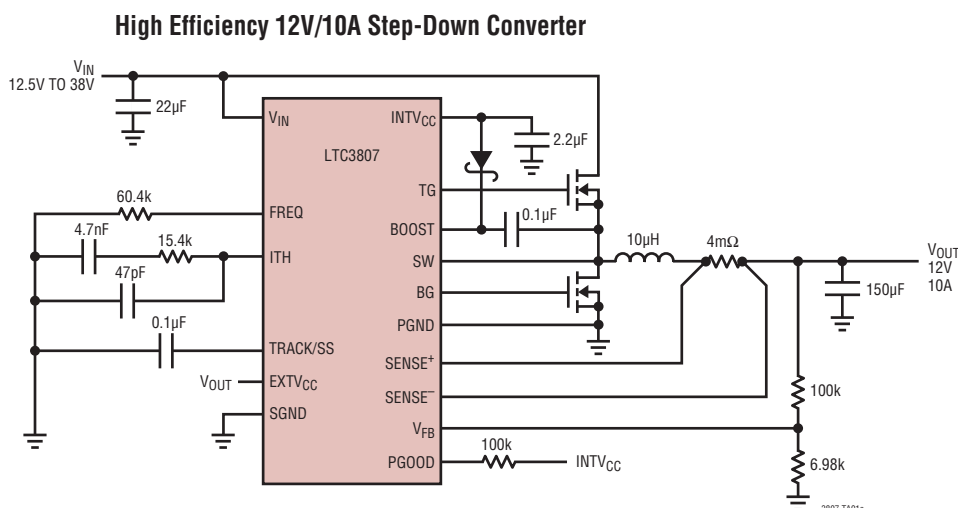 High Efficiency 12V/10A Step-Down Converter
VIN
12.5V TO 38V
22µF
VIN
INTVCC
2.2µF
LTC3807
TG
60.4k
FREQ
BOOST
0.1µF
4.7nF
15.4k
ITH
SW
10µH
4mΩ
VOUT
12V
10A
47pF
BG
150µF
PGND
0.1µF
TRACK/SS
SENSE+
VOUT
EXTVCC
SENSE–
100k
SGND
VFB
100k
PGOOD
INTVCC
6.98k